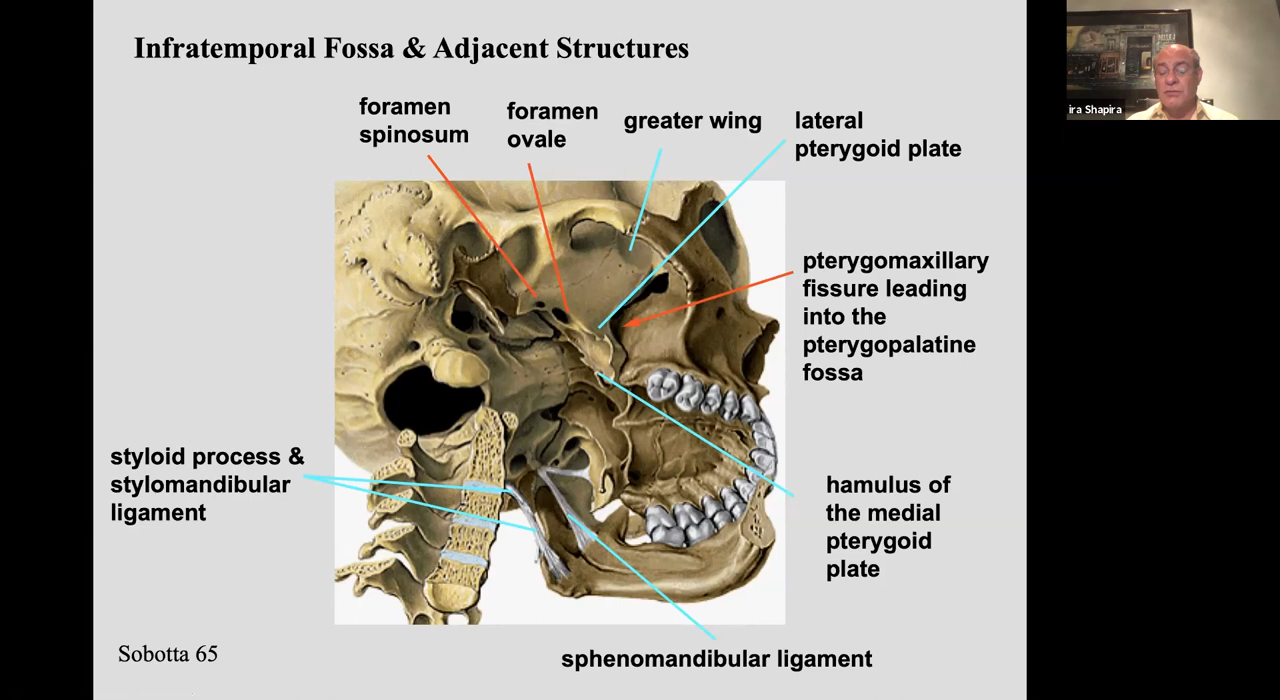 Infratemporal Fossa & Adjacent Structures
foramen
spinosum
foramen
ovale
greater wing
lateral
pterygoid plate
pterygomaxillary
fissure leading
into the
pterygopalatine
fossa
styloid process &
stylomandibular
ligament
hamulus of
the medial
pterygoid
plate
sphenomandibular ligament
Sobotta 65
ira Shapira